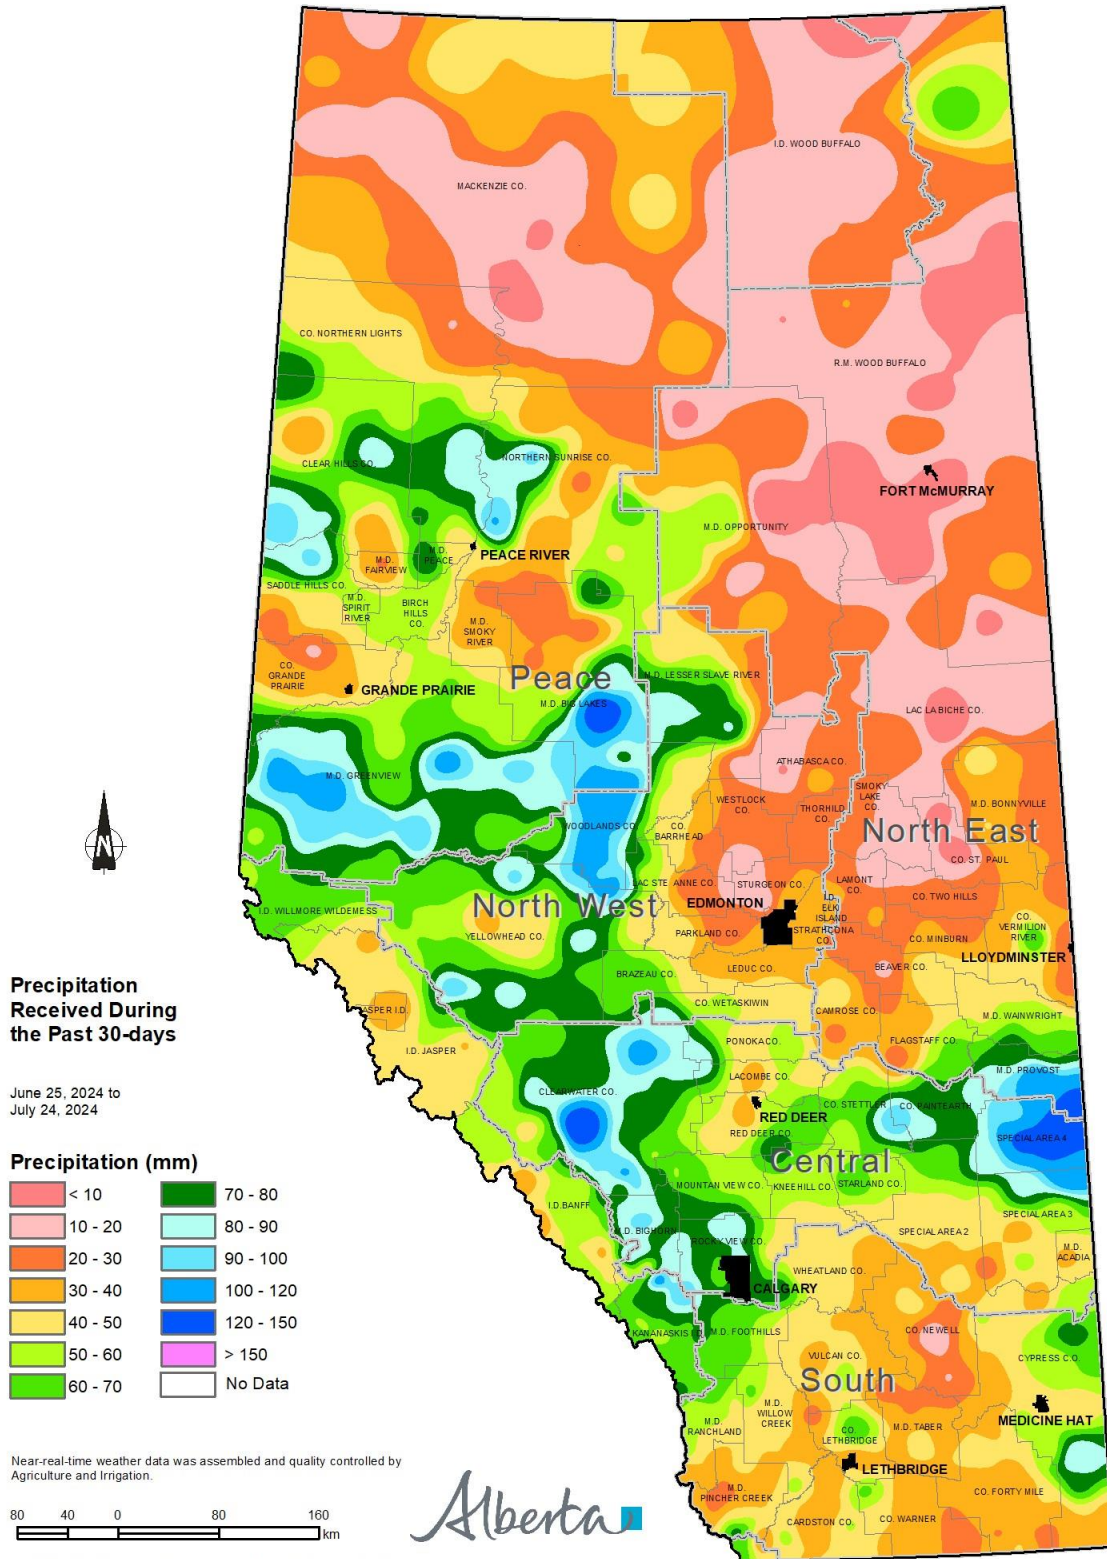 I.D. WOOD BUFFALO
MACKENZIE CO.
CO. NORTHERN LIGHTS
R.M. WOOD BUFFALO
CLEAR HILLS CO.
NORTHERN SUNRISE CO.
FORT McMURRAY
M.D. OPPORTUNITY
M.D.
PEACE
PEACE RIVER
M.D.
FAIRVIEW
SADDLE HILLS CO.
M.D.
SPIRIT
RIVER
BIRCH
HILLS
CO.
M.D.
SMOKY
RIVER
CO.
GRANDE
PRAIRIE
GRANDE PRAIRIE
Peace
M.D. LESSER SLAVE RIVER
M.D. BIG LAKES
LAC LA BICHE CO.
M.D. GREENVIEW
ATHABASCA CO.
WESTLOCK
CO.
THORHILD
CO.
SMOKY
LAKE
CO.
M.D. BONNYVILLE
WOODLANDS CO.
CO.
BARRHEAD
North East
CO. ST. PAUL
N
LAC STE ANNE CO.
STURGEON CO.
LAMONT
CO.
CO. TWO HILLS
I.D. WILLMORE WILDERNESS
North West
EDMONTON
I.D.
ELK
ISLAND
STRATHCONA
CO.
CO.
VERMILION
RIVER
YELLOWHEAD CO.
PARKLAND CO.
CO. MINBURN
LLOYDMINSTER
BRAZEAU CO.
LEDUC CO.
BEAVER CO.
Precipitation
Received During
the Past 30-days
JASPER I.D.
CO. WETASKIWIN
CAMROSE CO.
M.D. WAINWRIGHT
I.D. JASPER
PONOKA CO.
FLAGSTAFF CO.
M.D. PROVOST
June 25, 2024 to
July 24, 2024
CLEARWATER CO.
LACOMBE CO.
CO. STETTLER
CO. PAINTEARTH
RED DEER
RED DEER CO.
SPECIAL AREA 4
Central
MOUNTAIN VIEW CO.
KNEEHILL CO.
STARLAND CO.
I.D. BANFF
SPECIAL AREA 3
M.D. BIGHORN
ROCKY VIEW CO.
SPECIAL AREA 2
M.D.
ACADIA
WHEATLAND CO.
CALGARY
KANANASKIS I.D.
M.D. FOOTHILLS
CO. NEWELL
VULCAN CO.
CYPRESS CO.
South
M.D.
WILLOW
CREEK
M.D.
RANCHLAND
CO.
LETHBRIDGE
M.D. TABER
MEDICINE HAT
LETHBRIDGE
M.D.
PINCHER CREEK
CO. FORTY MILE
CARDSTON CO.
CO. WARNER
Precipitation (mm)
< 10
10 - 20
20 - 30
30 - 40
40 - 50
50 - 60
60 - 70
70 - 80
80 - 90
90 - 100
100 - 120
120 - 150
> 150
No Data
Near-real-time weather data was assembled and quality controlled by
Agriculture and Irrigation.
80 40 0 80 160
km
Alberta